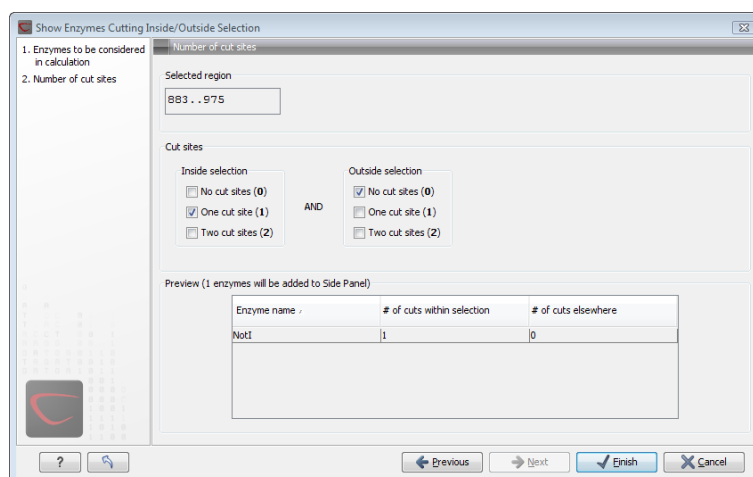 Show Enzymes Cutting Inside/Outside Selection
1. Enzymes to be considered
in calculation
2. Number of cut sites
Number of cut sites
Selected region
883..975
Cut sites
Inside selection
No cut sites (0)
One cut site (1)
Two cut sites (2)
AND
Outside selection
No cut sites (0)
One cut site (1)
Two cut sites (2)
Preview (1 enzymes will be added to Side Panel)
Enzyme name # of cuts within selection # of cuts elsewhere
NotI 1 0
? Previous Next Finish Cancel